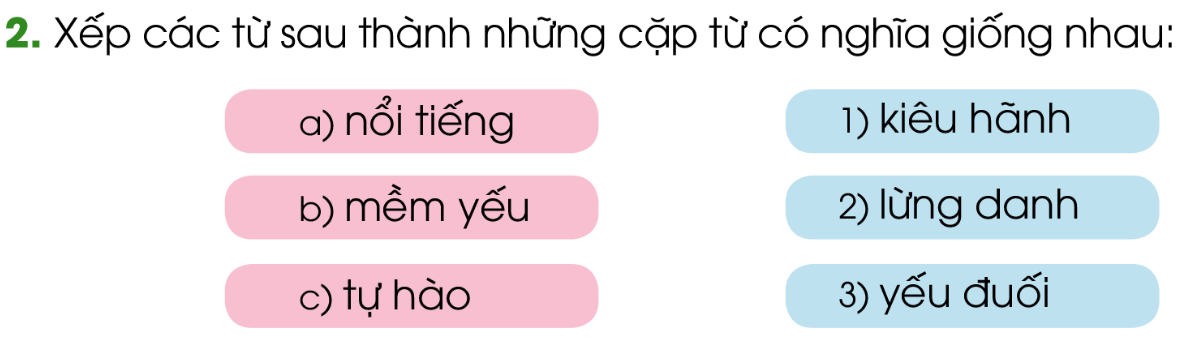 2. Xếp các từ sau thành những cặp từ có nghĩa giống nhau:
a) nổi tiếng
1) kiêu hãnh
b) mềm yếu
2) lừng danh
c) tự hào
3) yếu đuối